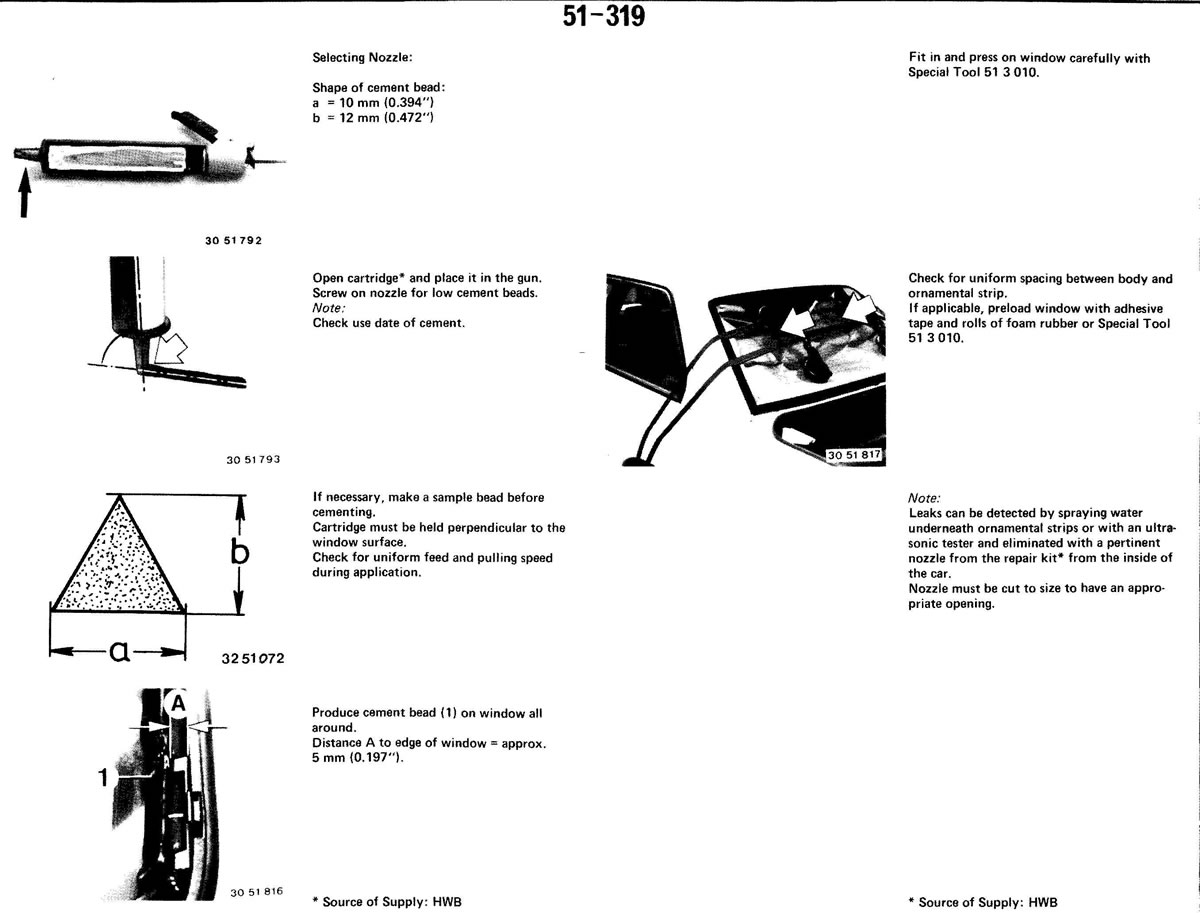 51-319
Selecting Nozzle:
Shape of cement bead:
a = 10 mm (0.394")
b = 12 mm (0.472")
30 51 792
Open cartridge* and place it in the gun.
Screw on nozzle for low cement beads.
Note:
Check use date of cement.
30 51 793
If necessary, make a sample bead before
cementing.
Cartridge must be held perpendicular to the
window surface.
Check for uniform feed and pulling speed
during application.
b
a
32 51 072
Produce cement bead (1) on window all
around.
Distance A to edge of window = approx.
5 mm (0.197").
A
1
30 51 816
* Source of Supply: HWB
Fit in and press on window carefully with
Special Tool 51 3 010.
Check for uniform spacing between body and
ornamental strip.
If applicable, preload window with adhesive
tape and rolls of foam rubber or Special Tool
51 3 010.
30 51 817
Note:
Leaks can be detected by spraying water
underneath ornamental strips or with an ultra-
sonic tester and eliminated with a pertinent
nozzle from the repair kit* from the inside of
the car.
Nozzle must be cut to size to have an appro-
priate opening.
* Source of Supply: HWB